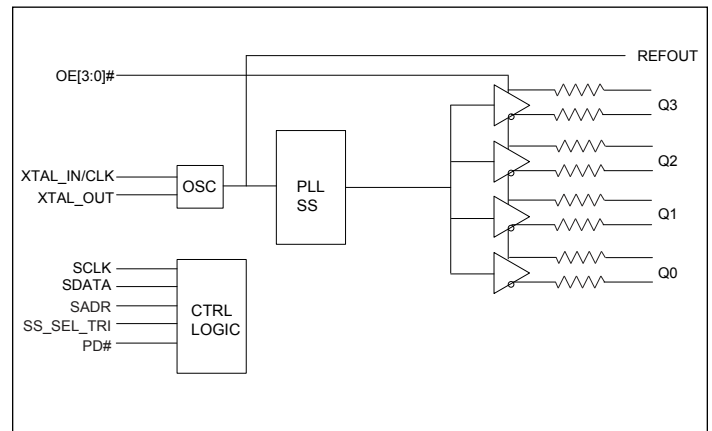 REFOUT
OE[3:0]#
Q3
XTAL_IN/CLK
XTAL_OUT
OSC
PLL
SS
Q2
Q1
Q0
SCLK
SDATA
SADR
SS_SEL_TRI
PD#
CTRL
LOGIC